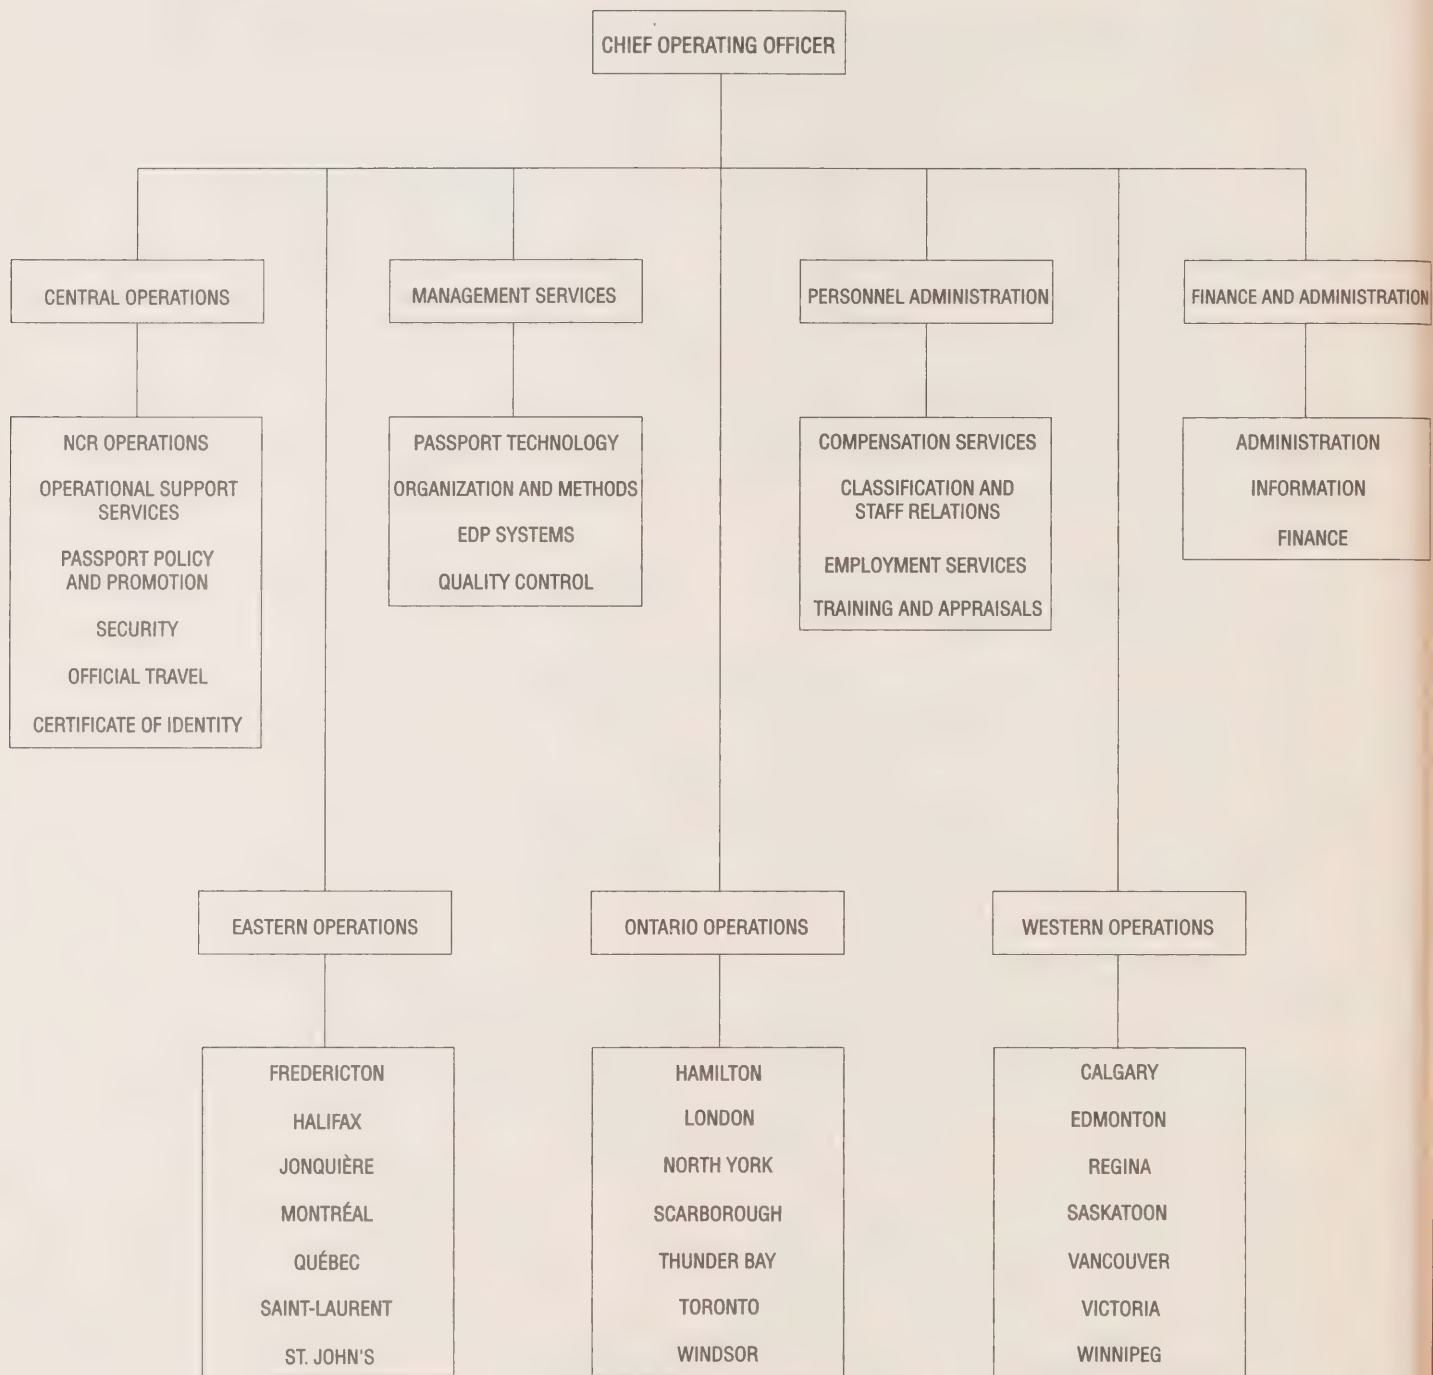 CHIEF OPERATING OFFICER
CENTRAL OPERATIONS
MANAGEMENT SERVICES
PERSONNEL ADMINISTRATION
FINANCE AND ADMINISTRATION
NCR OPERATIONS
OPERATIONAL SUPPORT
SERVICES
PASSPORT POLICY
AND PROMOTION
SECURITY
OFFICIAL TRAVEL
CERTIFICATE OF IDENTITY
PASSPORT TECHNOLOGY
ORGANIZATION AND METHODS
EDP SYSTEMS
QUALITY CONTROL
COMPENSATION SERVICES
CLASSIFICATION AND
STAFF RELATIONS
EMPLOYMENT SERVICES
TRAINING AND APPRAISALS
ADMINISTRATION
INFORMATION
FINANCE
EASTERN OPERATIONS
ONTARIO OPERATIONS
WESTERN OPERATIONS
FREDERICTON
HALIFAX
JONQUIÈRE
MONTRÉAL
QUÉBEC
SAINT-LAURENT
ST. JOHN'S
HAMILTON
LONDON
NORTH YORK
SCARBOROUGH
THUNDER BAY
TORONTO
WINDSOR
CALGARY
EDMONTON
REGINA
SASKATOON
VANCOUVER
VICTORIA
WINNIPEG